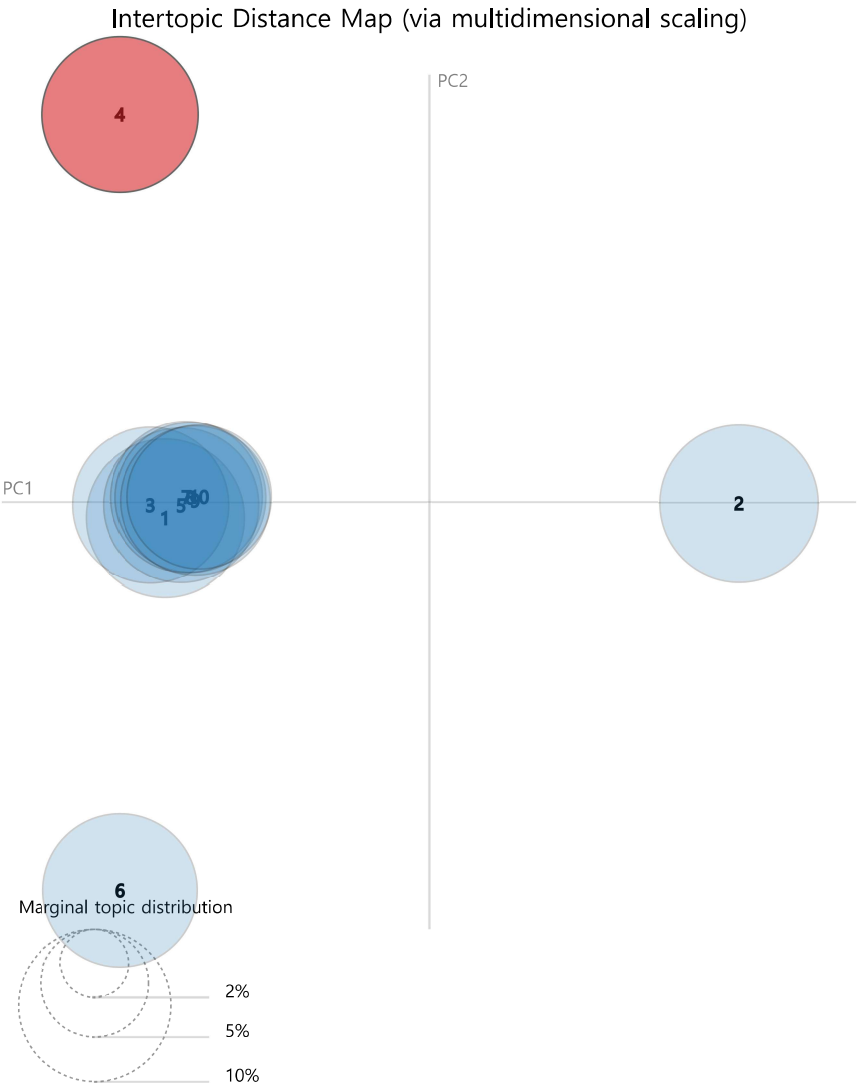 Intertopic Distance Map (via multidimensional scaling)
4
PC2
PC1
3
1
5
10
2
6
Marginal topic distribution
2%
5%
10%